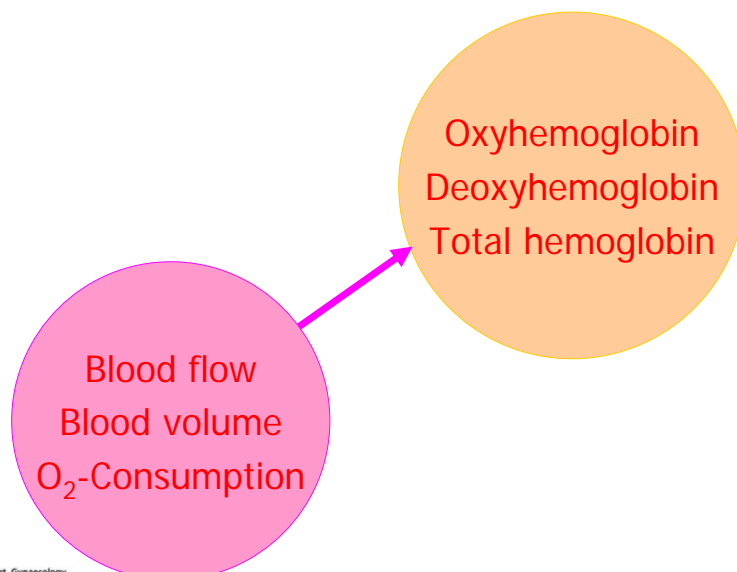 Oxyhemoglobin
Deoxyhemoglobin
Total hemoglobin
Blood flow
Blood volume
O₂-Consumption